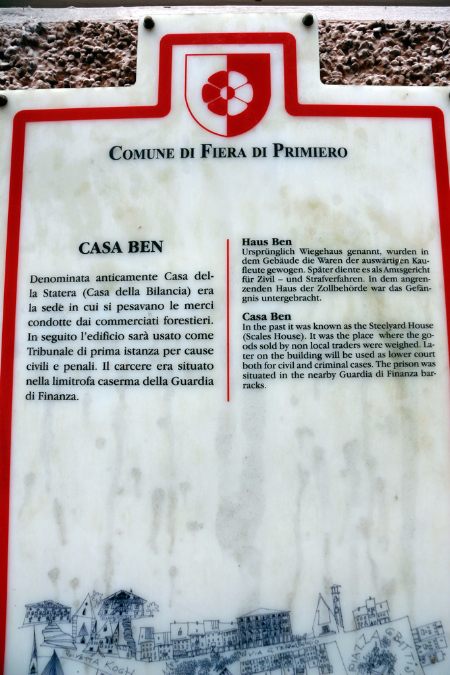 COMUNE DI FIERA DI PRIMIERO
CASA BEN
Denominata anticamente Casa del-
la Statera (Casa della Bilancia) era
la sede in cui si pesavano le merci
condotte dai commerciati forestieri.
In seguito l'edificio sarà usato come
Tribunale di prima istanza per cause
civili e penali. Il carcere era situato
nella limitrofa caserma della Guardia
di Finanza.
Haus Ben
Ursprünglich Wiegehaus genannt, wurden in
dem Gebäude die Waren der auswärtigen Kau-
fleute gewogen. Später diente es als Amtsgericht
für Zivil – und Strafverfahren. In dem angren-
zenden Haus der Zollbehörde war das Gefän-
gnis untergebracht.
Casa Ben
In the past it was known as the Steelyard House
(Scales House). It was the place where the go-
ods sold by non local traders were weighed. La-
ter on the building will be used as lower court
both for civil and criminal cases. The prison was
situated in the nearby Guardia di Finanza bar-
racks.